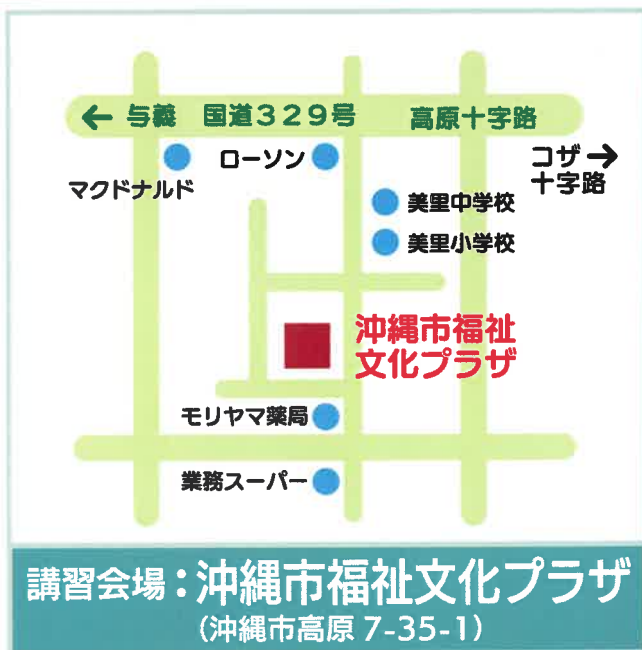 ← 与義 国道329号 高原十字路
コザ→
十字路
マクドナルド
ローソン
美里中学校
美里小学校
沖縄市福祉
文化プラザ
モリヤマ薬局
業務スーパー
講習会場：沖縄市福祉文化プラザ
（沖縄市高原 7-35-1）